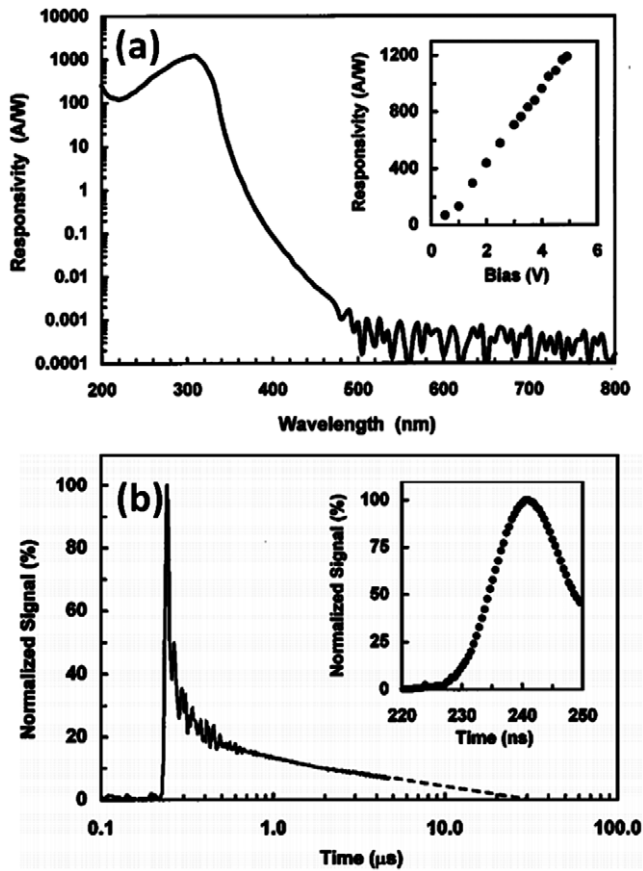 (a)
10000
1000
100
10
1
0.1
0.01
0.001
0.0001
Responsivity (A/W)
200 300 400 500 600 700 800
Wavelength (nm)
1200
800
400
0
Responsivity (A/W)
0 2 4 6
Bias (V)
(b)
100
80
60
40
20
0
Normalized Signal (%)
0.1 1.0 10.0 100.0
Time (μs)
100
75
50
25
0
Normalized Signal (%)
220 230 240 250
Time (ns)